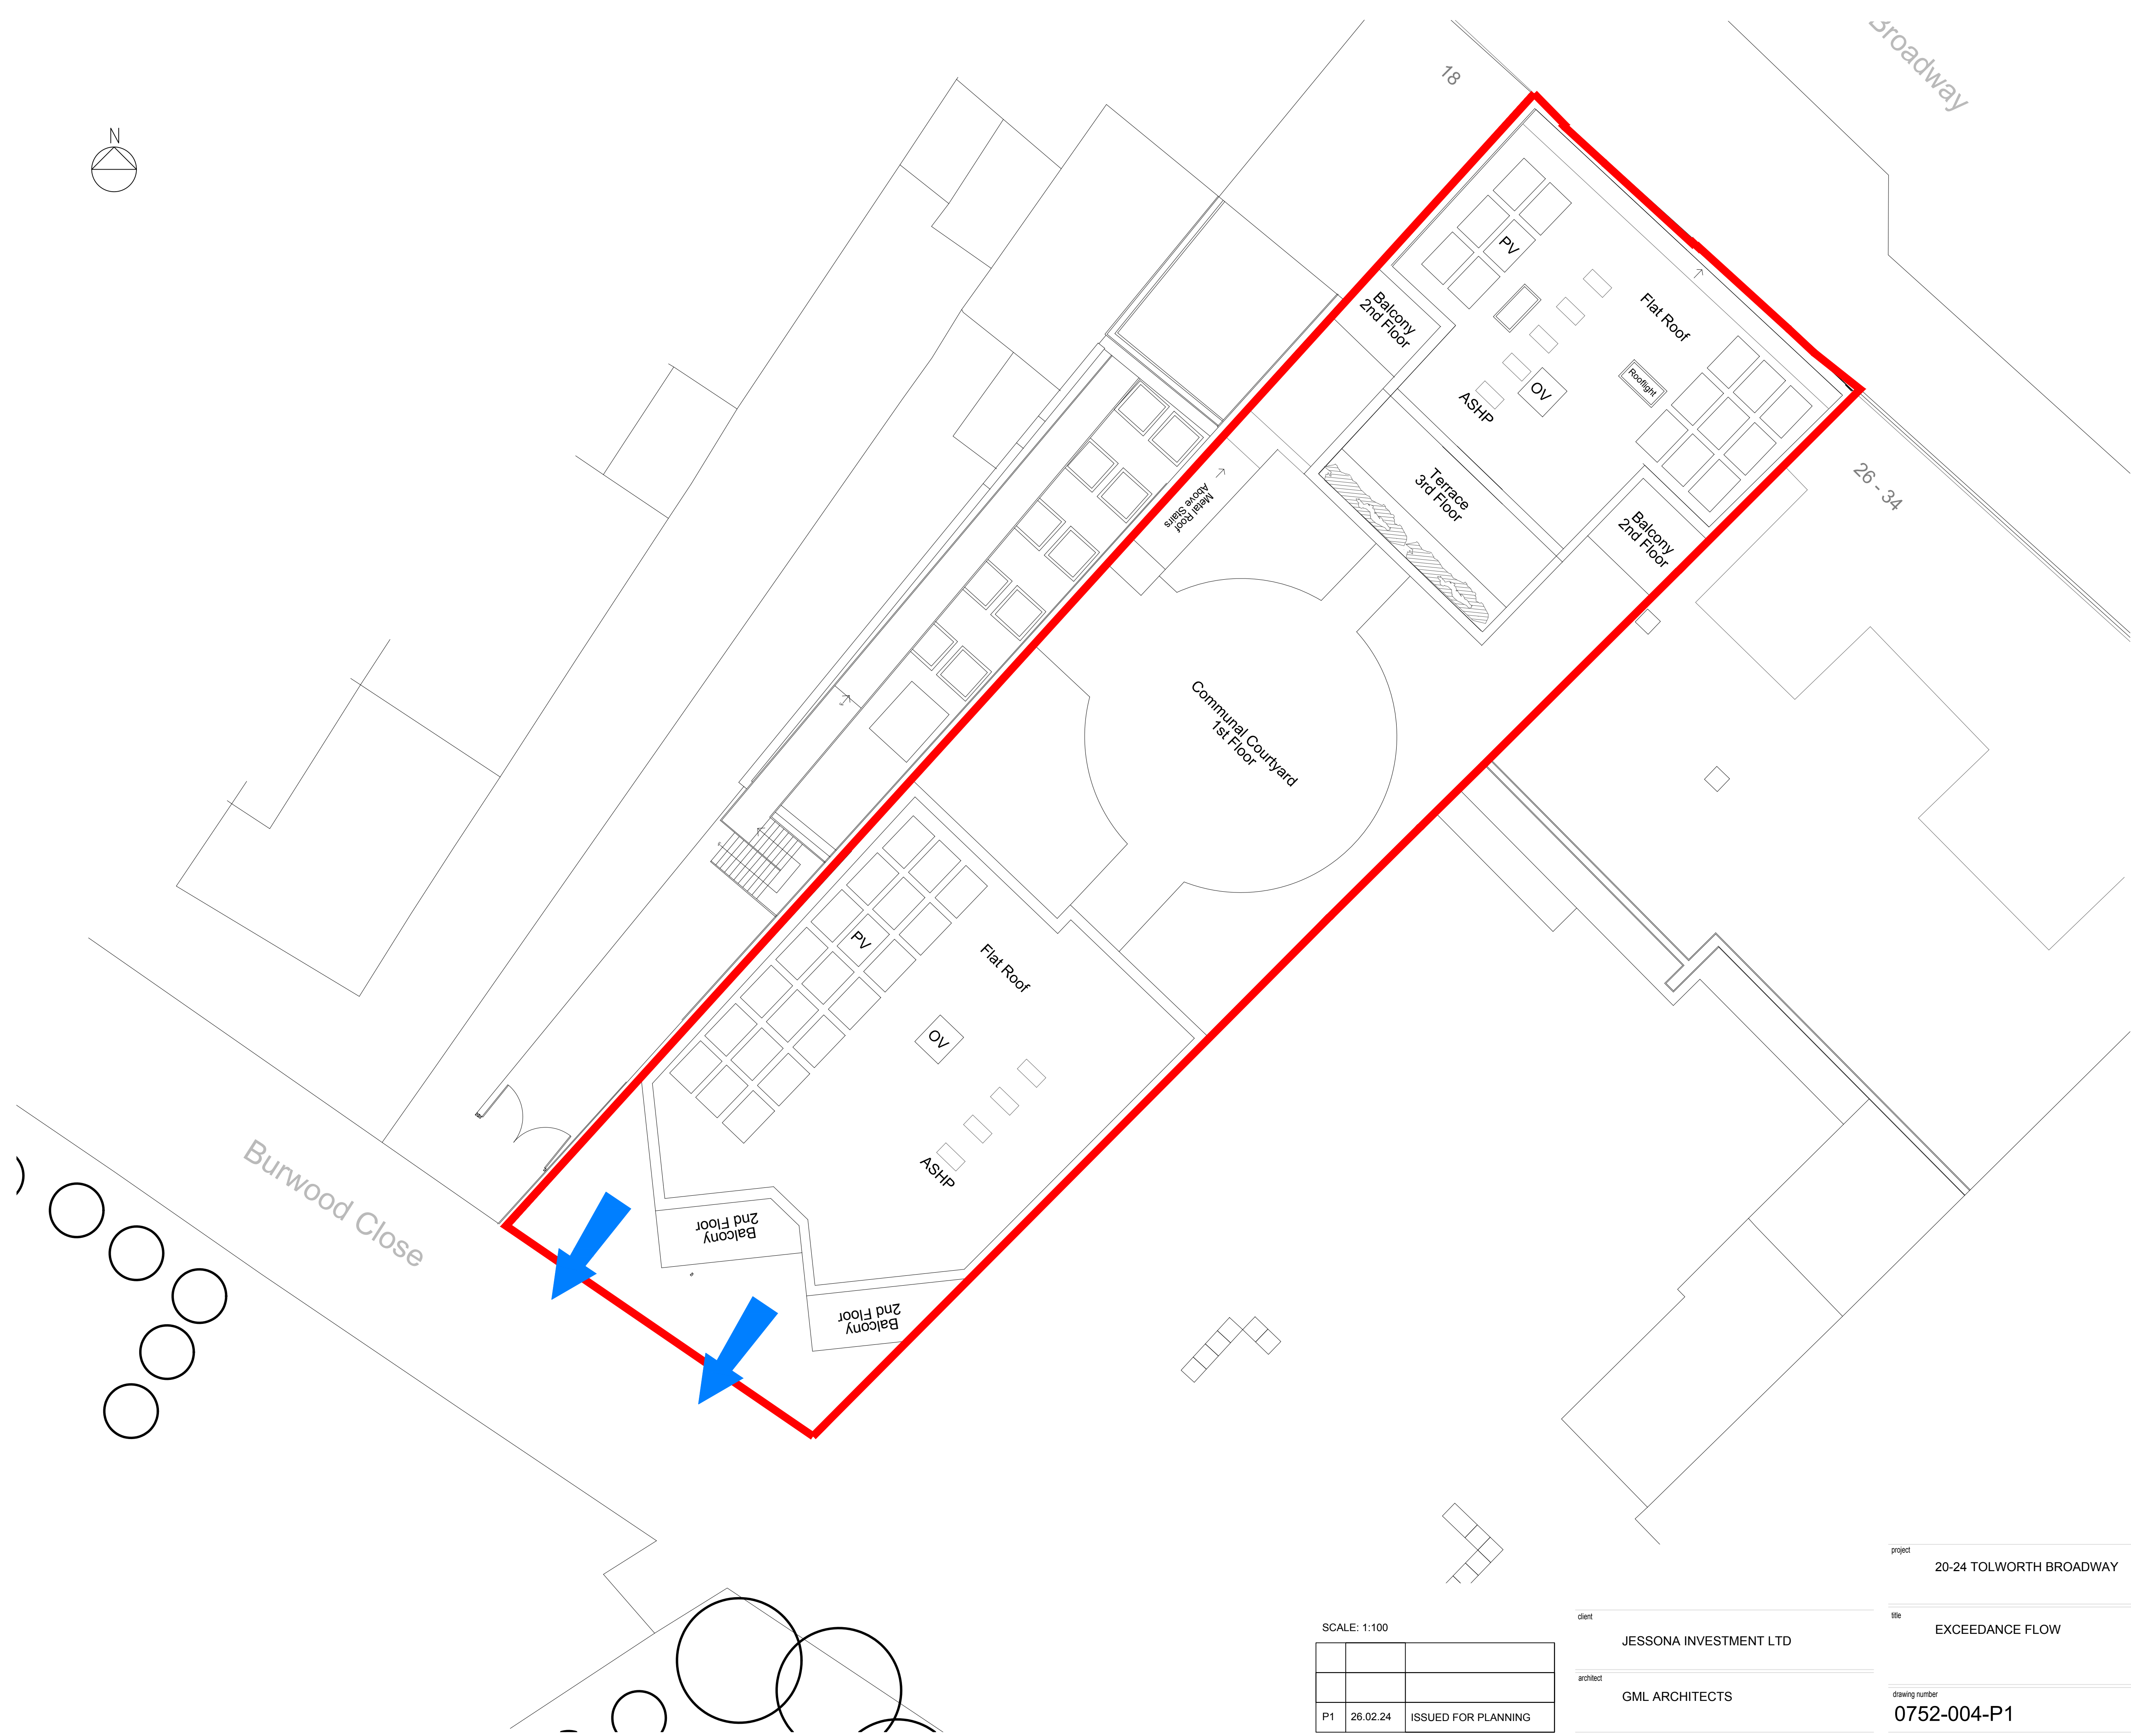 Broadway
18
N
PV
Flat Roof
Balcony
2nd Floor
Rooflight
OV
ASHP
26 - 34
Terrace
3rd Floor
Metal Roof
Above Stairs
Balcony
2nd Floor
Communal Courtyard
1st Floor
PV
Flat Roof
OV
ASHP
Burwood Close
Balcony
2nd Floor
Balcony
2nd Floor
SCALE: 1:100
P1 26.02.24 ISSUED FOR PLANNING
client
JESSONA INVESTMENT LTD
architect
GML ARCHITECTS
project
20-24 TOLWORTH BROADWAY
title
EXCEEDANCE FLOW
drawing number
0752-004-P1